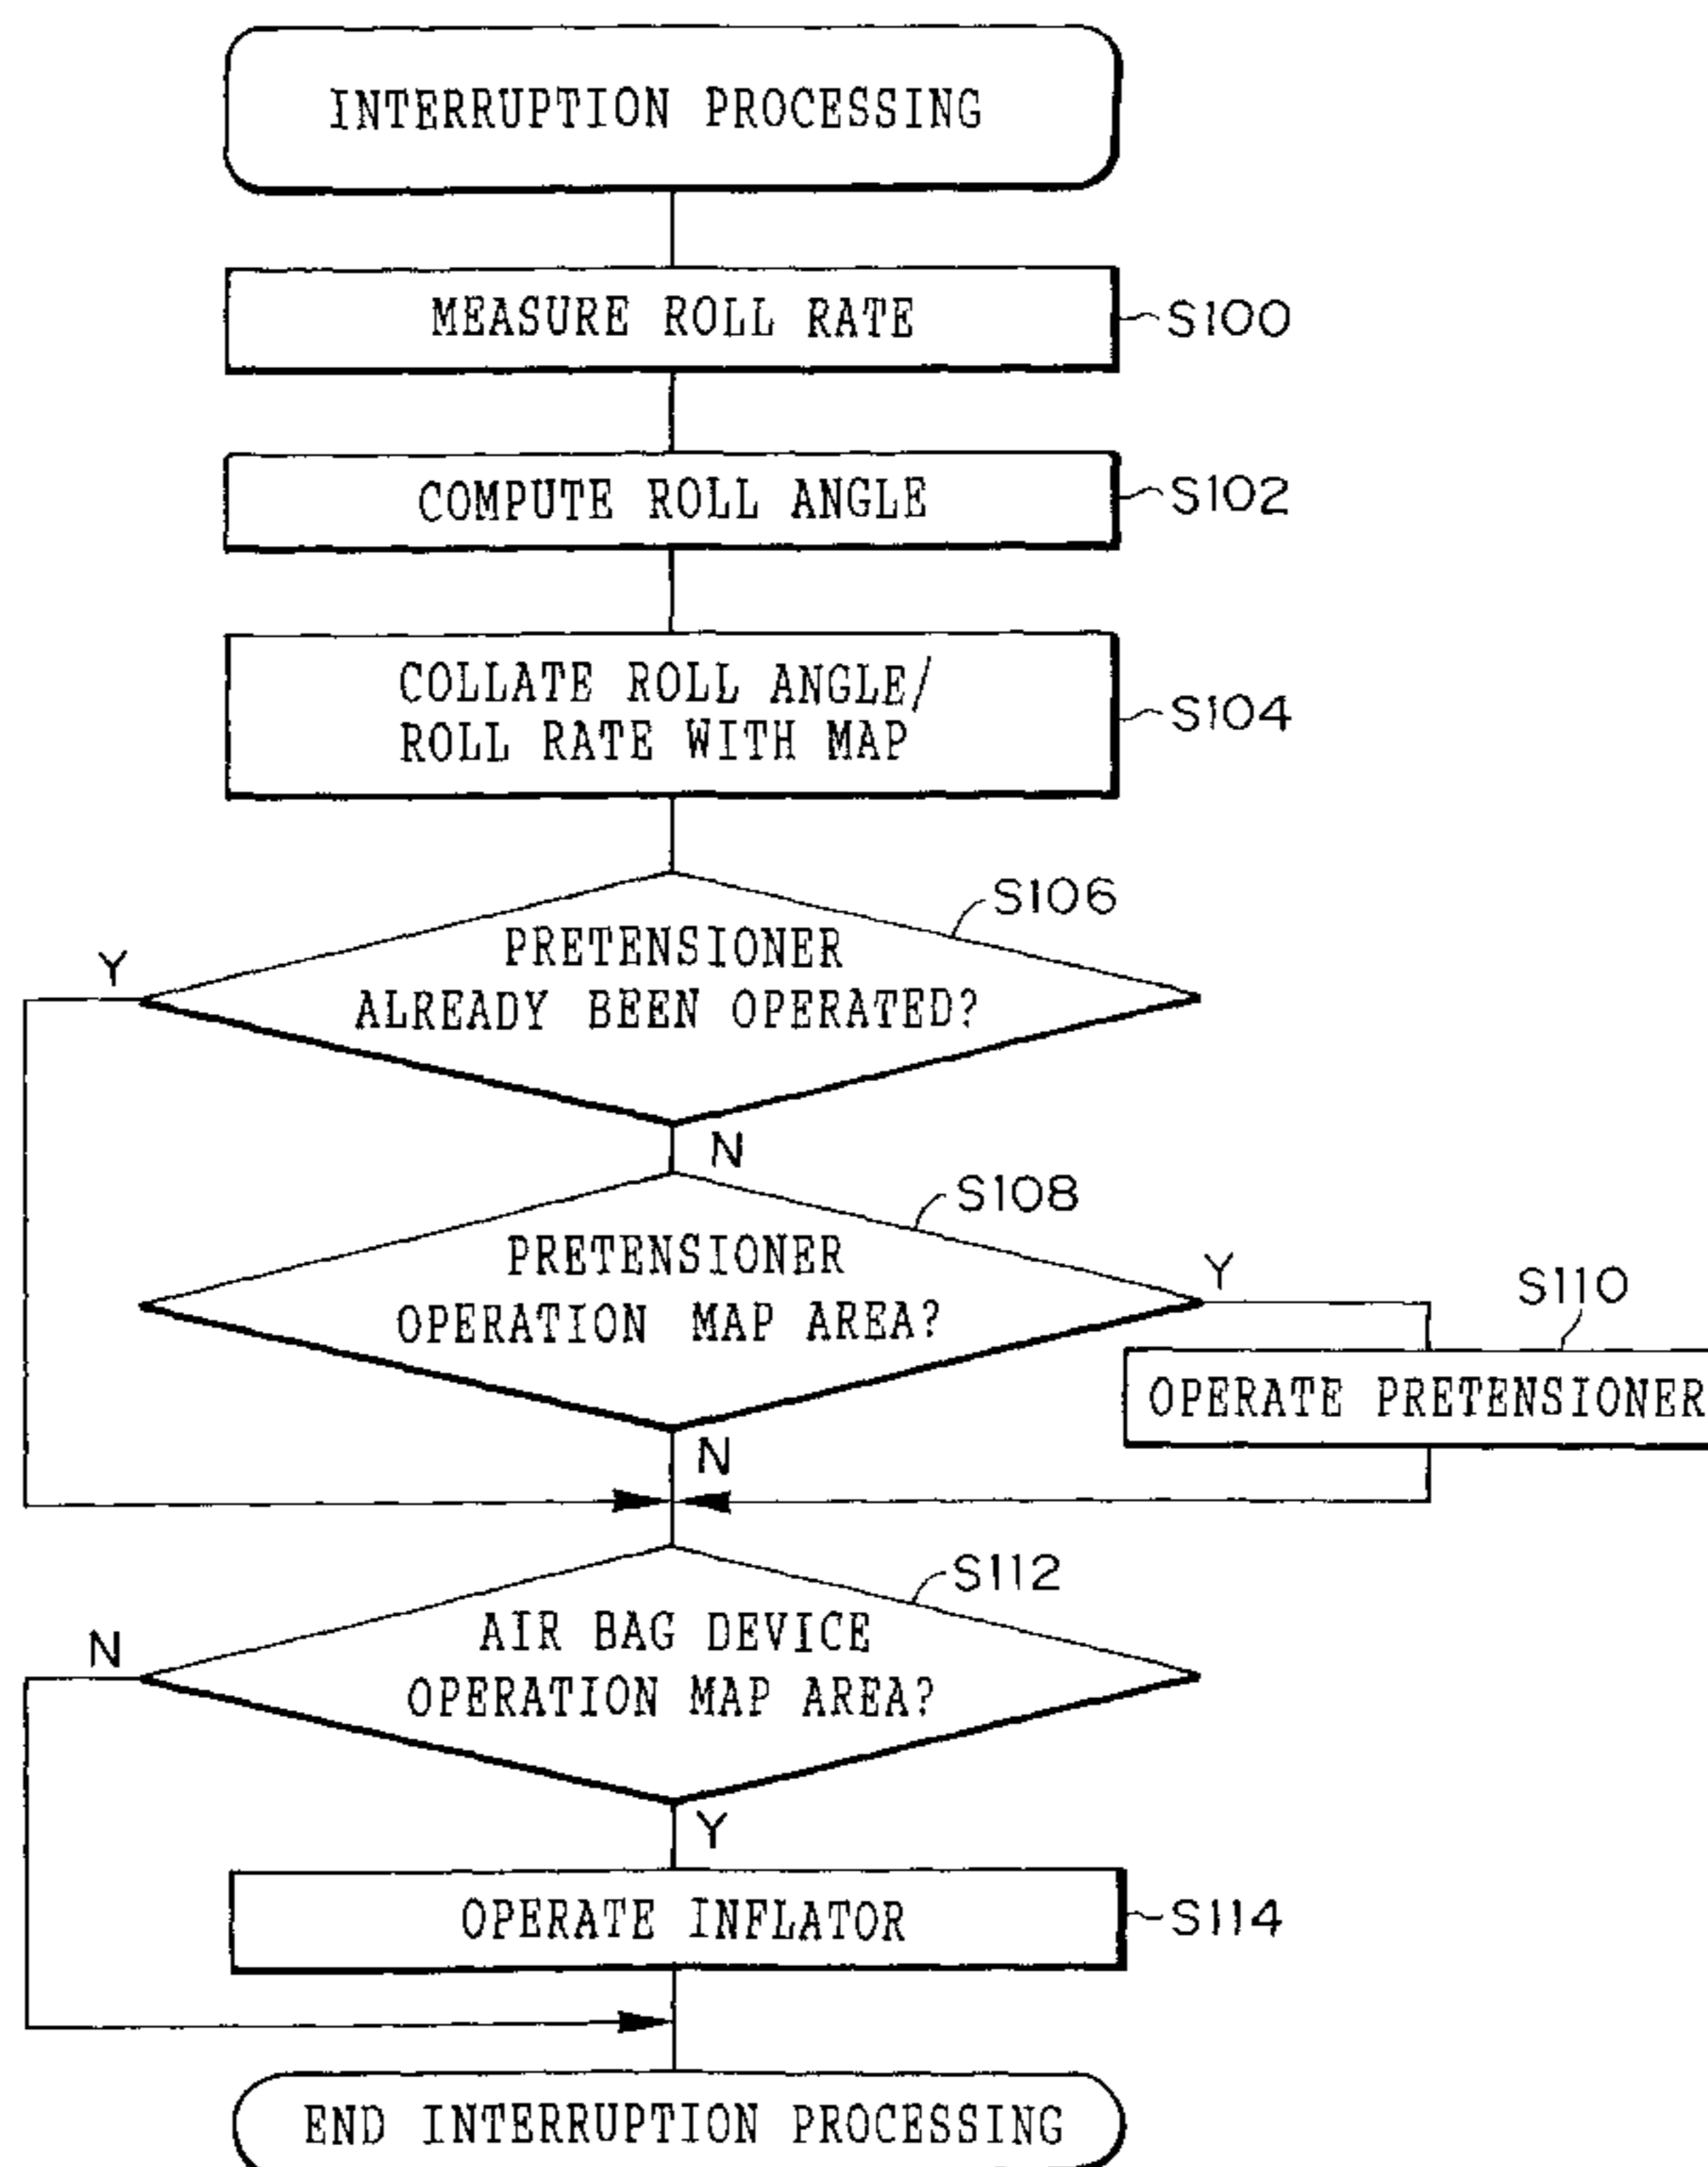 INTERRUPTION PROCESSING
MEASURE ROLL RATE
S100
COMPUTE ROLL ANGLE
S102
COLLATE ROLL ANGLE/
ROLL RATE WITH MAP
S104
S106
PRETENSIONER
ALREADY BEEN OPERATED?
Y
N
S108
PRETENSIONER
OPERATION MAP AREA?
Y
S110
OPERATE PRETENSIONER
N
S112
AIR BAG DEVICE
OPERATION MAP AREA?
N
Y
OPERATE INFLATOR
S114
END INTERRUPTION PROCESSING